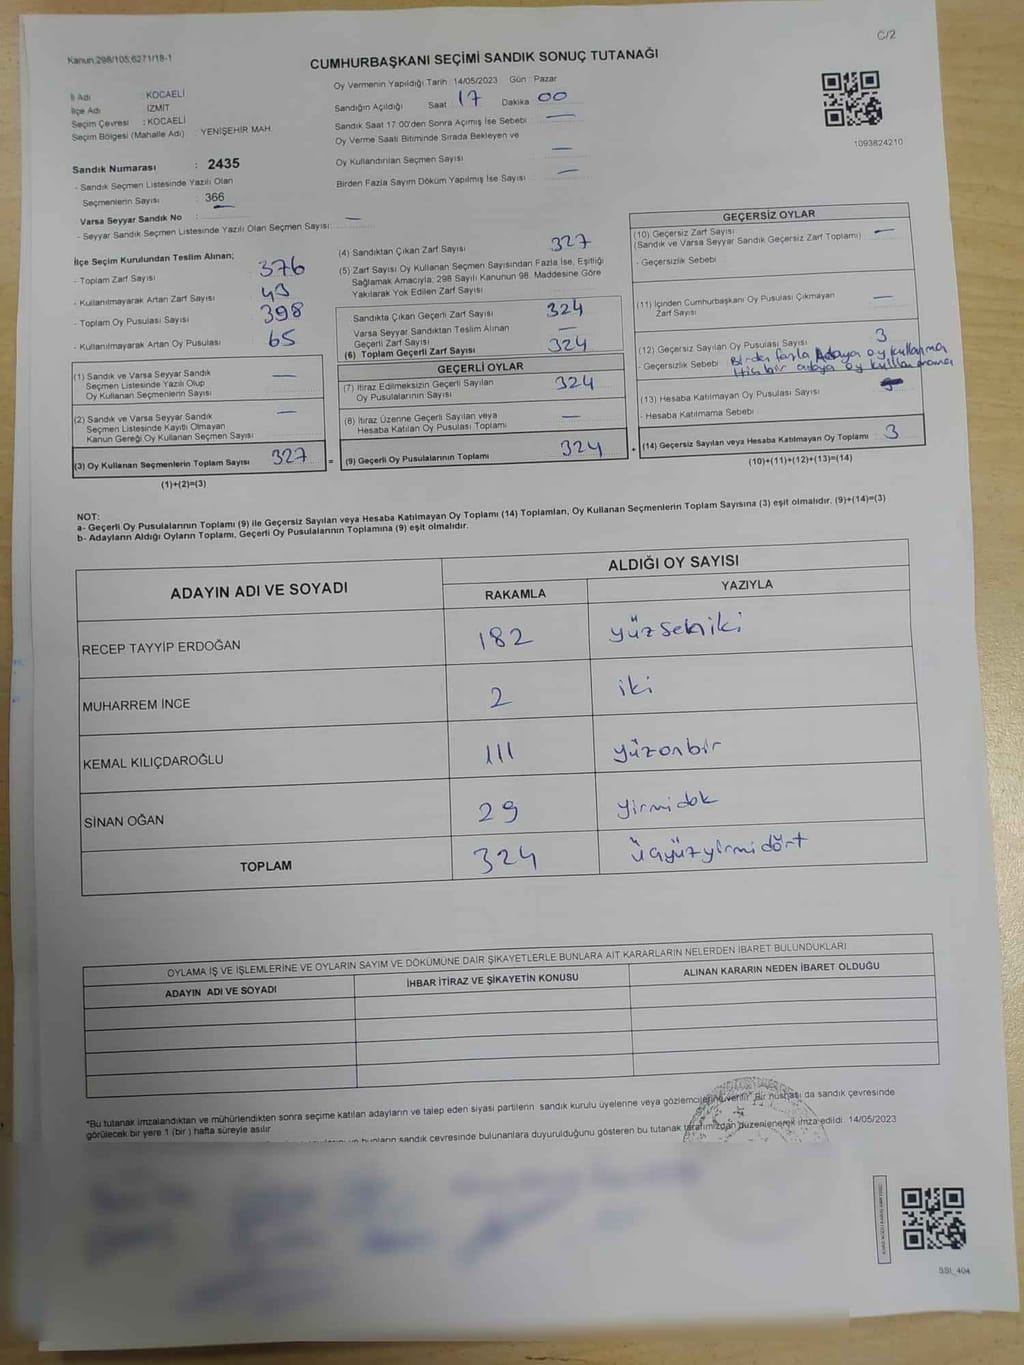 Kanun.298/105,6271/18-1
C/2
CUMHURBAŞKANI SEÇİMİ SANDIK SONUÇ TUTANAĞI
İl Adı : KOCAELİ
İlçe Adı : İZMİT
Seçim Çevresi : KOCAELİ
Seçim Bölgesi (Mahalle Adı) : YENİŞEHİR MAH.
Sandık Numarası : 2435
- Sandık Seçmen Listesinde Yazılı Olan
Seçmenlerin Sayısı : 366
Varsa Seyyar Sandık No :
- Seyyar Sandık Seçmen Listesinde Yazılı Olan Seçmen Sayısı: —
Oy Vermenin Yapıldığı Tarih : 14/05/2023 Gün : Pazar
Sandığın Açıldığı Saat 17 Dakika 00
Sandık Saat 17:00'den Sonra Açımış İse Sebebi : —
Oy Verme Saati Bitiminde Sırada Bekleyen ve
Oy Kullandırılan Seçmen Sayısı : —
Birden Fazla Sayım Döküm Yapılmış İse Sayısı : —
1093824210
İlçe Seçim Kurulundan Teslim Alınan;
- Toplam Zarf Sayısı : 376
- Kullanılmayarak Artan Zarf Sayısı : 43
- Toplam Oy Pusulası Sayısı : 398
- Kullanılmayarak Artan Oy Pusulası : 65
(1) Sandık ve Varsa Seyyar Sandık
Seçmen Listesinde Yazılı Olup
Oy Kullanan Seçmenlerin Sayısı : —
(2) Sandık ve Varsa Seyyar Sandık
Seçmen Listesinde Kayıtlı Olmayan
Kanun Gereği Oy Kullanan Seçmen Sayısı : —
(3) Oy Kullanan Seçmenlerin Toplam Sayısı 327
(1)+(2)=(3)
(4) Sandıktan Çıkan Zarf Sayısı : 327
(5) Zarf Sayısı Oy Kullanan Seçmen Sayısından Fazla İse, Eşitliği
Sağlamak Amacıyla, 298 Sayılı Kanunun 98. Maddesine Göre
Yakılarak Yok Edilen Zarf Sayısı :
Sandıkta Çıkan Geçerli Zarf Sayısı : 324
Varsa Seyyar Sandıktan Teslim Alınan
Geçerli Zarf Sayısı : —
(6) Toplam Geçerli Zarf Sayısı : 324
GEÇERLİ OYLAR
(7) İtiraz Edilmeksizin Geçerli Sayılan
Oy Pusulalarının Sayısı : 324
(8) İtiraz Üzerine Geçerli Sayılan veya
Hesaba Katılan Oy Pusulası Toplamı : —
= (9) Geçerli Oy Pusulalarının Toplamı 324
GEÇERSİZ OYLAR
(10) Geçersiz Zarf Sayısı
(Sandık ve Varsa Seyyar Sandık Geçersiz Zarf Toplamı) : —
- Geçersizlik Sebebi :
(11) İçinden Cumhurbaşkanı Oy Pusulası Çıkmayan
Zarf Sayısı : —
(12) Geçersiz Sayılan Oy Pusulası Sayısı : 3
- Geçersizlik Sebebi : Birden fazla Adaya oy kullanma
Hiç bir adaya oy kullanmama
(13) Hesaba Katılmayan Oy Pusulası Sayısı :
- Hesaba Katılmama Sebebi :
+ (14) Geçersiz Sayılan veya Hesaba Katılmayan Oy Toplamı 3
(10)+(11)+(12)+(13)=(14)
NOT:
a- Geçerli Oy Pusulalarının Toplamı (9) ile Geçersiz Sayılan veya Hesaba Katılmayan Oy Toplamı (14) Toplamları, Oy Kullanan Seçmenlerin Toplam Sayısına (3) eşit olmalıdır. (9)+(14)=(3)
b- Adayların Aldığı Oyların Toplamı, Geçerli Oy Pusulalarının Toplamına (9) eşit olmalıdır.
ADAYIN ADI VE SOYADI ALDIĞI OY SAYISI
RAKAMLA YAZIYLA
RECEP TAYYİP ERDOĞAN 182 yüzseniki
MUHARREM İNCE 2 iki
KEMAL KILIÇDAROĞLU 111 yüzonbir
SİNAN OĞAN 29 yirmidok
TOPLAM 324 üçyüzyirmidört
OYLAMA İŞ VE İŞLEMLERİNE VE OYLARIN SAYIM VE DÖKÜMÜNE DAİR ŞİKAYETLERLE BUNLARA AİT KARARLARIN NELERDEN İBARET BULUNDUKLARI
ADAYIN ADI VE SOYADI İHBAR İTİRAZ VE ŞİKAYETİN KONUSU ALINAN KARARIN NEDEN İBARET OLDUĞU
*Bu tutanak imzalandıktan ve mühürlendikten sonra seçime katılan adayların ve talep eden siyasi partilerin sandık kurulu üyelerine veya gözlemcilerine verilir. Bir nüshası da sandık çevresinde
görülecek bir yere 1 (bir ) hafta süreyle asılır.
bunların sandık çevresinde bulunanlara duyurulduğunu gösteren bu tutanak tarafımızdan düzenlenerek imza edildi. 14/05/2023
SSI_404